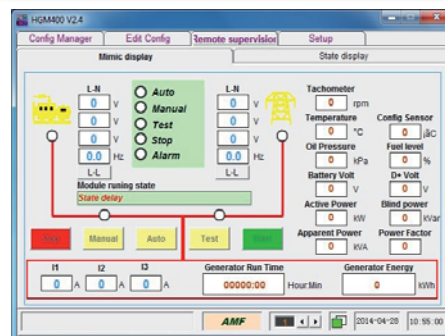 HGM400 V2.4
Config Manager Edit Config Remote supervision Setup
Mimic display State display
L-N L-N
0 V 0 V
0 V 0 V
0 V 0 V
0.0 Hz 0.0 Hz
L-L L-L
Auto
Manual
Test
Stop
Alarm
Tachometer
0 rpm
Temperature Config Sensor
0 °C 0 ¡ãC
Oil Pressure Fuel level
0 kPa 0 %
Battery Volt D+ Volt
0 V 0 V
Active Power Blind power
0 kW 0 kVar
Apparent Power Power Factor
0 kVA 0
Module runing state
State delay
Manual Auto Test
I1 I2 I3 Generator Run Time Generator Energy
0 A 0 A 0 A 00000:00 Hour:Min 0 kWh
AMF 1 2014-04-28 10:55:00